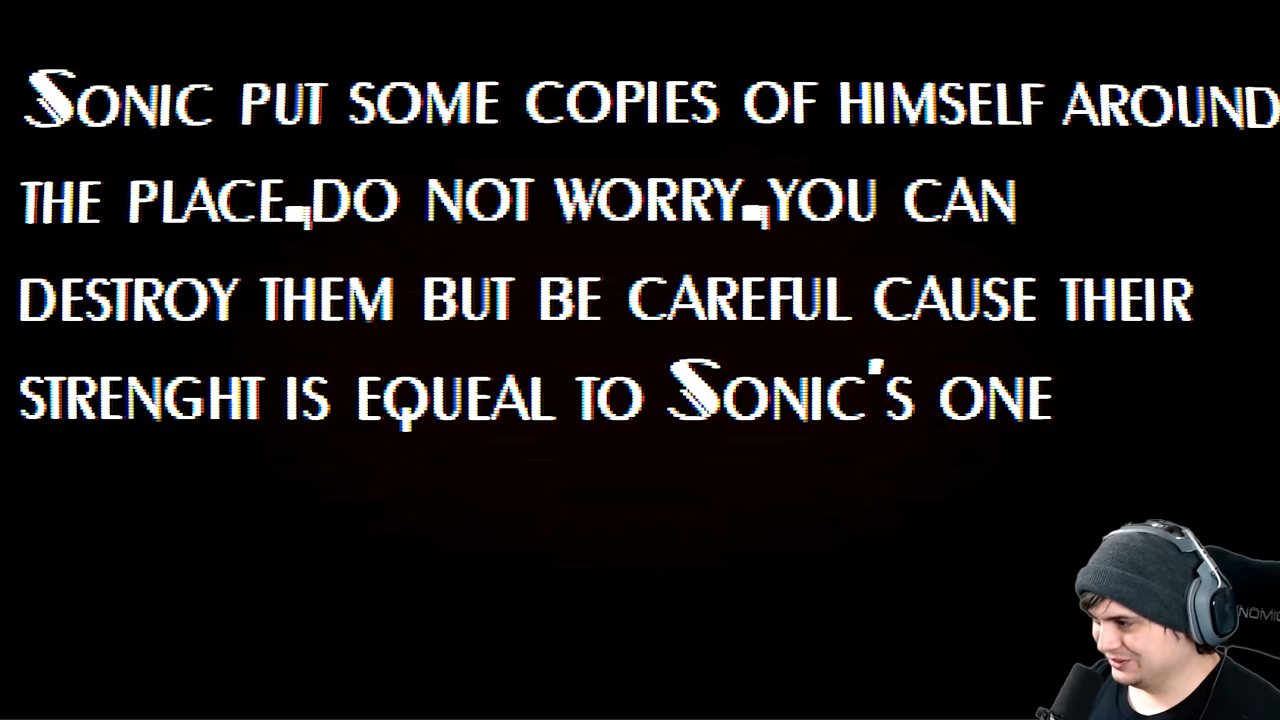 Sonic put some copies of himself around
the place,do not worry,you can
destroy them but be careful cause their
strenght is equeal to Sonic's one